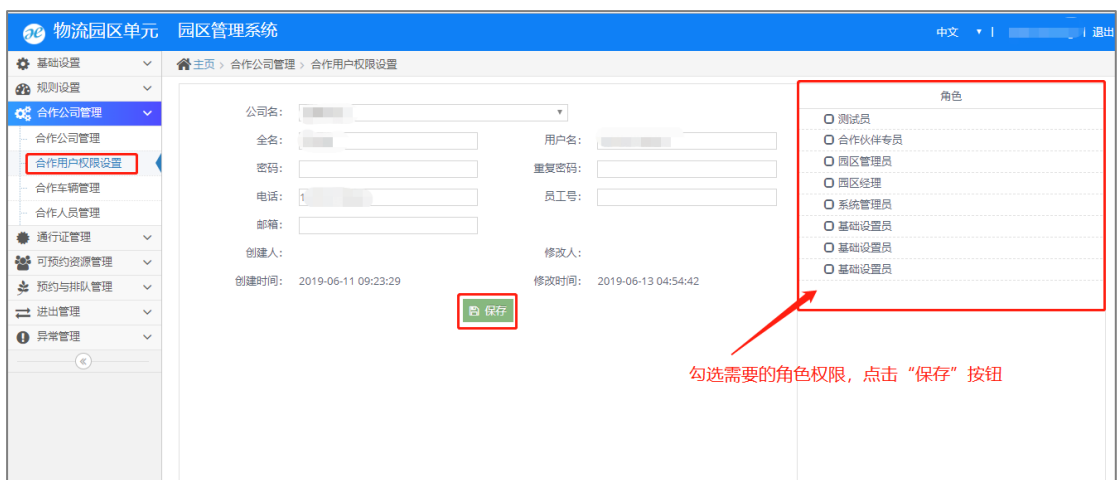 物流园区单元 园区管理系统
中文 退出
主页 > 合作公司管理 > 合作用户权限设置
基础设置
规则设置
合作公司管理
合作公司管理
合作用户权限设置
合作车辆管理
合作人员管理
通行证管理
可预约资源管理
预约与排队管理
进出管理
异常管理
公司名：
全名： 用户名：
密码： 重复密码：
电话： 1 员工号：
邮箱：
创建人： 修改人：
创建时间： 2019-06-11 09:23:29 修改时间： 2019-06-13 04:54:42
保存
角色
测试员
合作伙伴专员
园区管理员
园区经理
系统管理员
基础设置员
基础设置员
基础设置员
勾选需要的角色权限，点击“保存”按钮